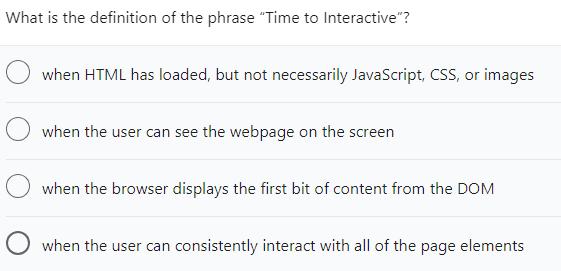 What is the definition of the phrase “Time to Interactive”?
when HTML has loaded, but not necessarily JavaScript, CSS, or images
when the user can see the webpage on the screen
when the browser displays the first bit of content from the DOM
when the user can consistently interact with all of the page elements